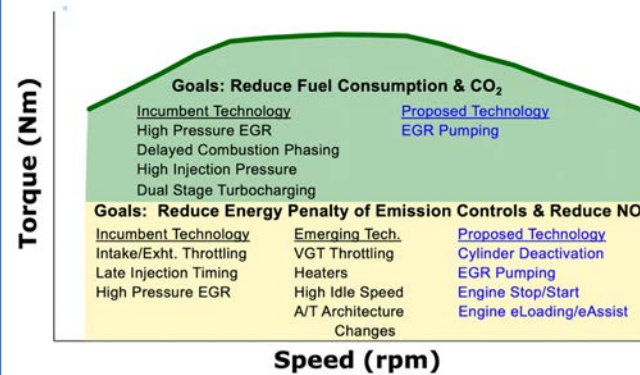 Torque (Nm)
Goals: Reduce Fuel Consumption & CO₂
Incumbent Technology
High Pressure EGR
Delayed Combustion Phasing
High Injection Pressure
Dual Stage Turbocharging
Proposed Technology
EGR Pumping
Goals: Reduce Energy Penalty of Emission Controls & Reduce NO
Incumbent Technology
Intake/Exht. Throttling
Late Injection Timing
High Pressure EGR
Emerging Tech.
VGT Throttling
Heaters
High Idle Speed
A/T Architecture
Changes
Proposed Technology
Cylinder Deactivation
EGR Pumping
Engine Stop/Start
Engine eLoading/eAssist
Speed (rpm)